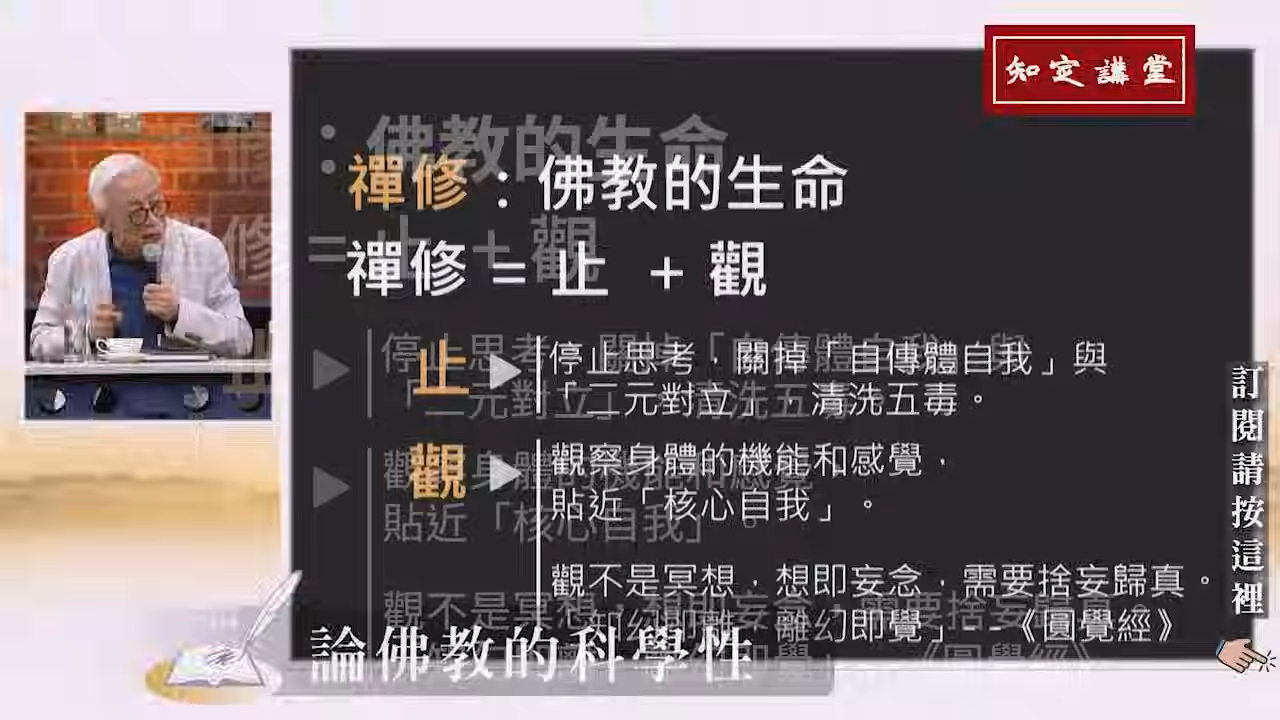 知定講堂
禪修：佛教的生命
禪修 = 止 + 觀
止
停止思考，關掉「自傳體自我」與
「二元對立」，清洗五毒。
觀
觀察身體的機能和感覺，
貼近「核心自我」。
觀不是冥想，想即妄念，需要捨妄歸真。
離幻即覺」--《圓覺經》
論佛教的科學性
訂閱請按這裡